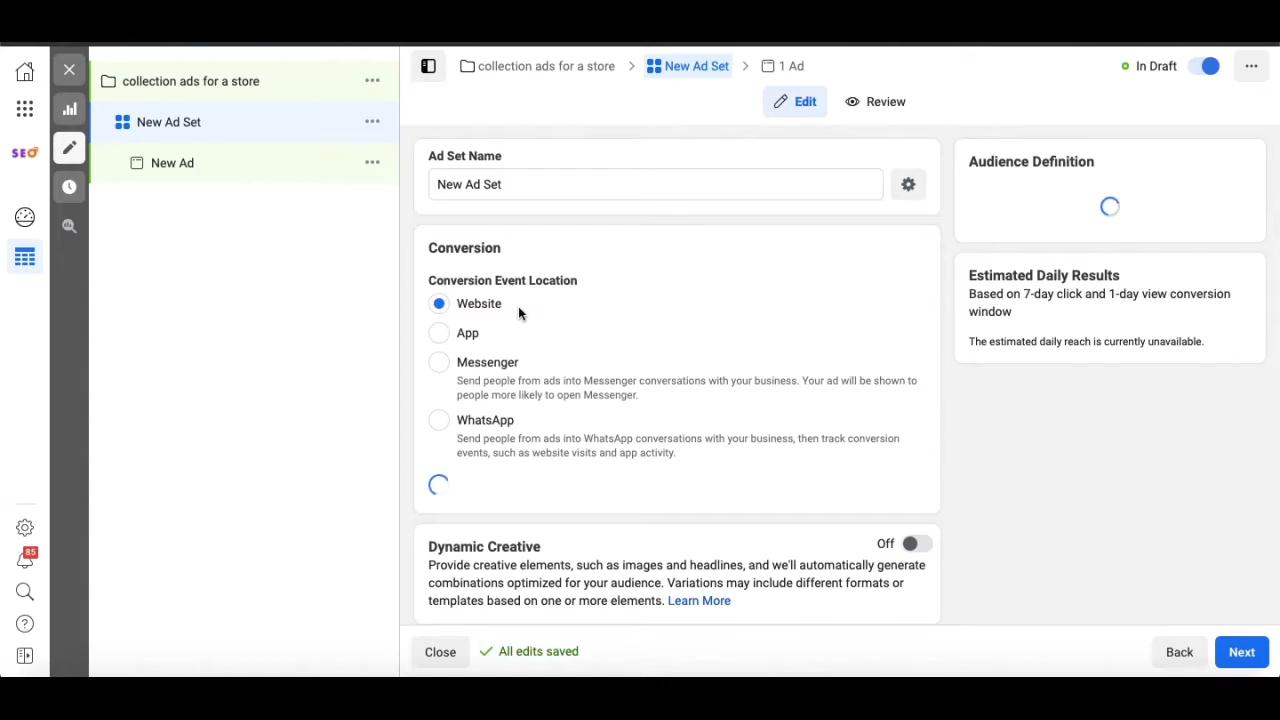 collection ads for a store
New Ad Set
New Ad
SEO
85
collection ads for a store > New Ad Set > 1 Ad
In Draft
Edit
Review
Ad Set Name
New Ad Set
Conversion
Conversion Event Location
Website
App
Messenger
Send people from ads into Messenger conversations with your business. Your ad will be shown to
people more likely to open Messenger.
WhatsApp
Send people from ads into WhatsApp conversations with your business, then track conversion
events, such as website visits and app activity.
Dynamic Creative
Off
Provide creative elements, such as images and headlines, and we'll automatically generate
combinations optimized for your audience. Variations may include different formats or
templates based on one or more elements. Learn More
Audience Definition
Estimated Daily Results
Based on 7-day click and 1-day view conversion
window
The estimated daily reach is currently unavailable.
Close
All edits saved
Back
Next